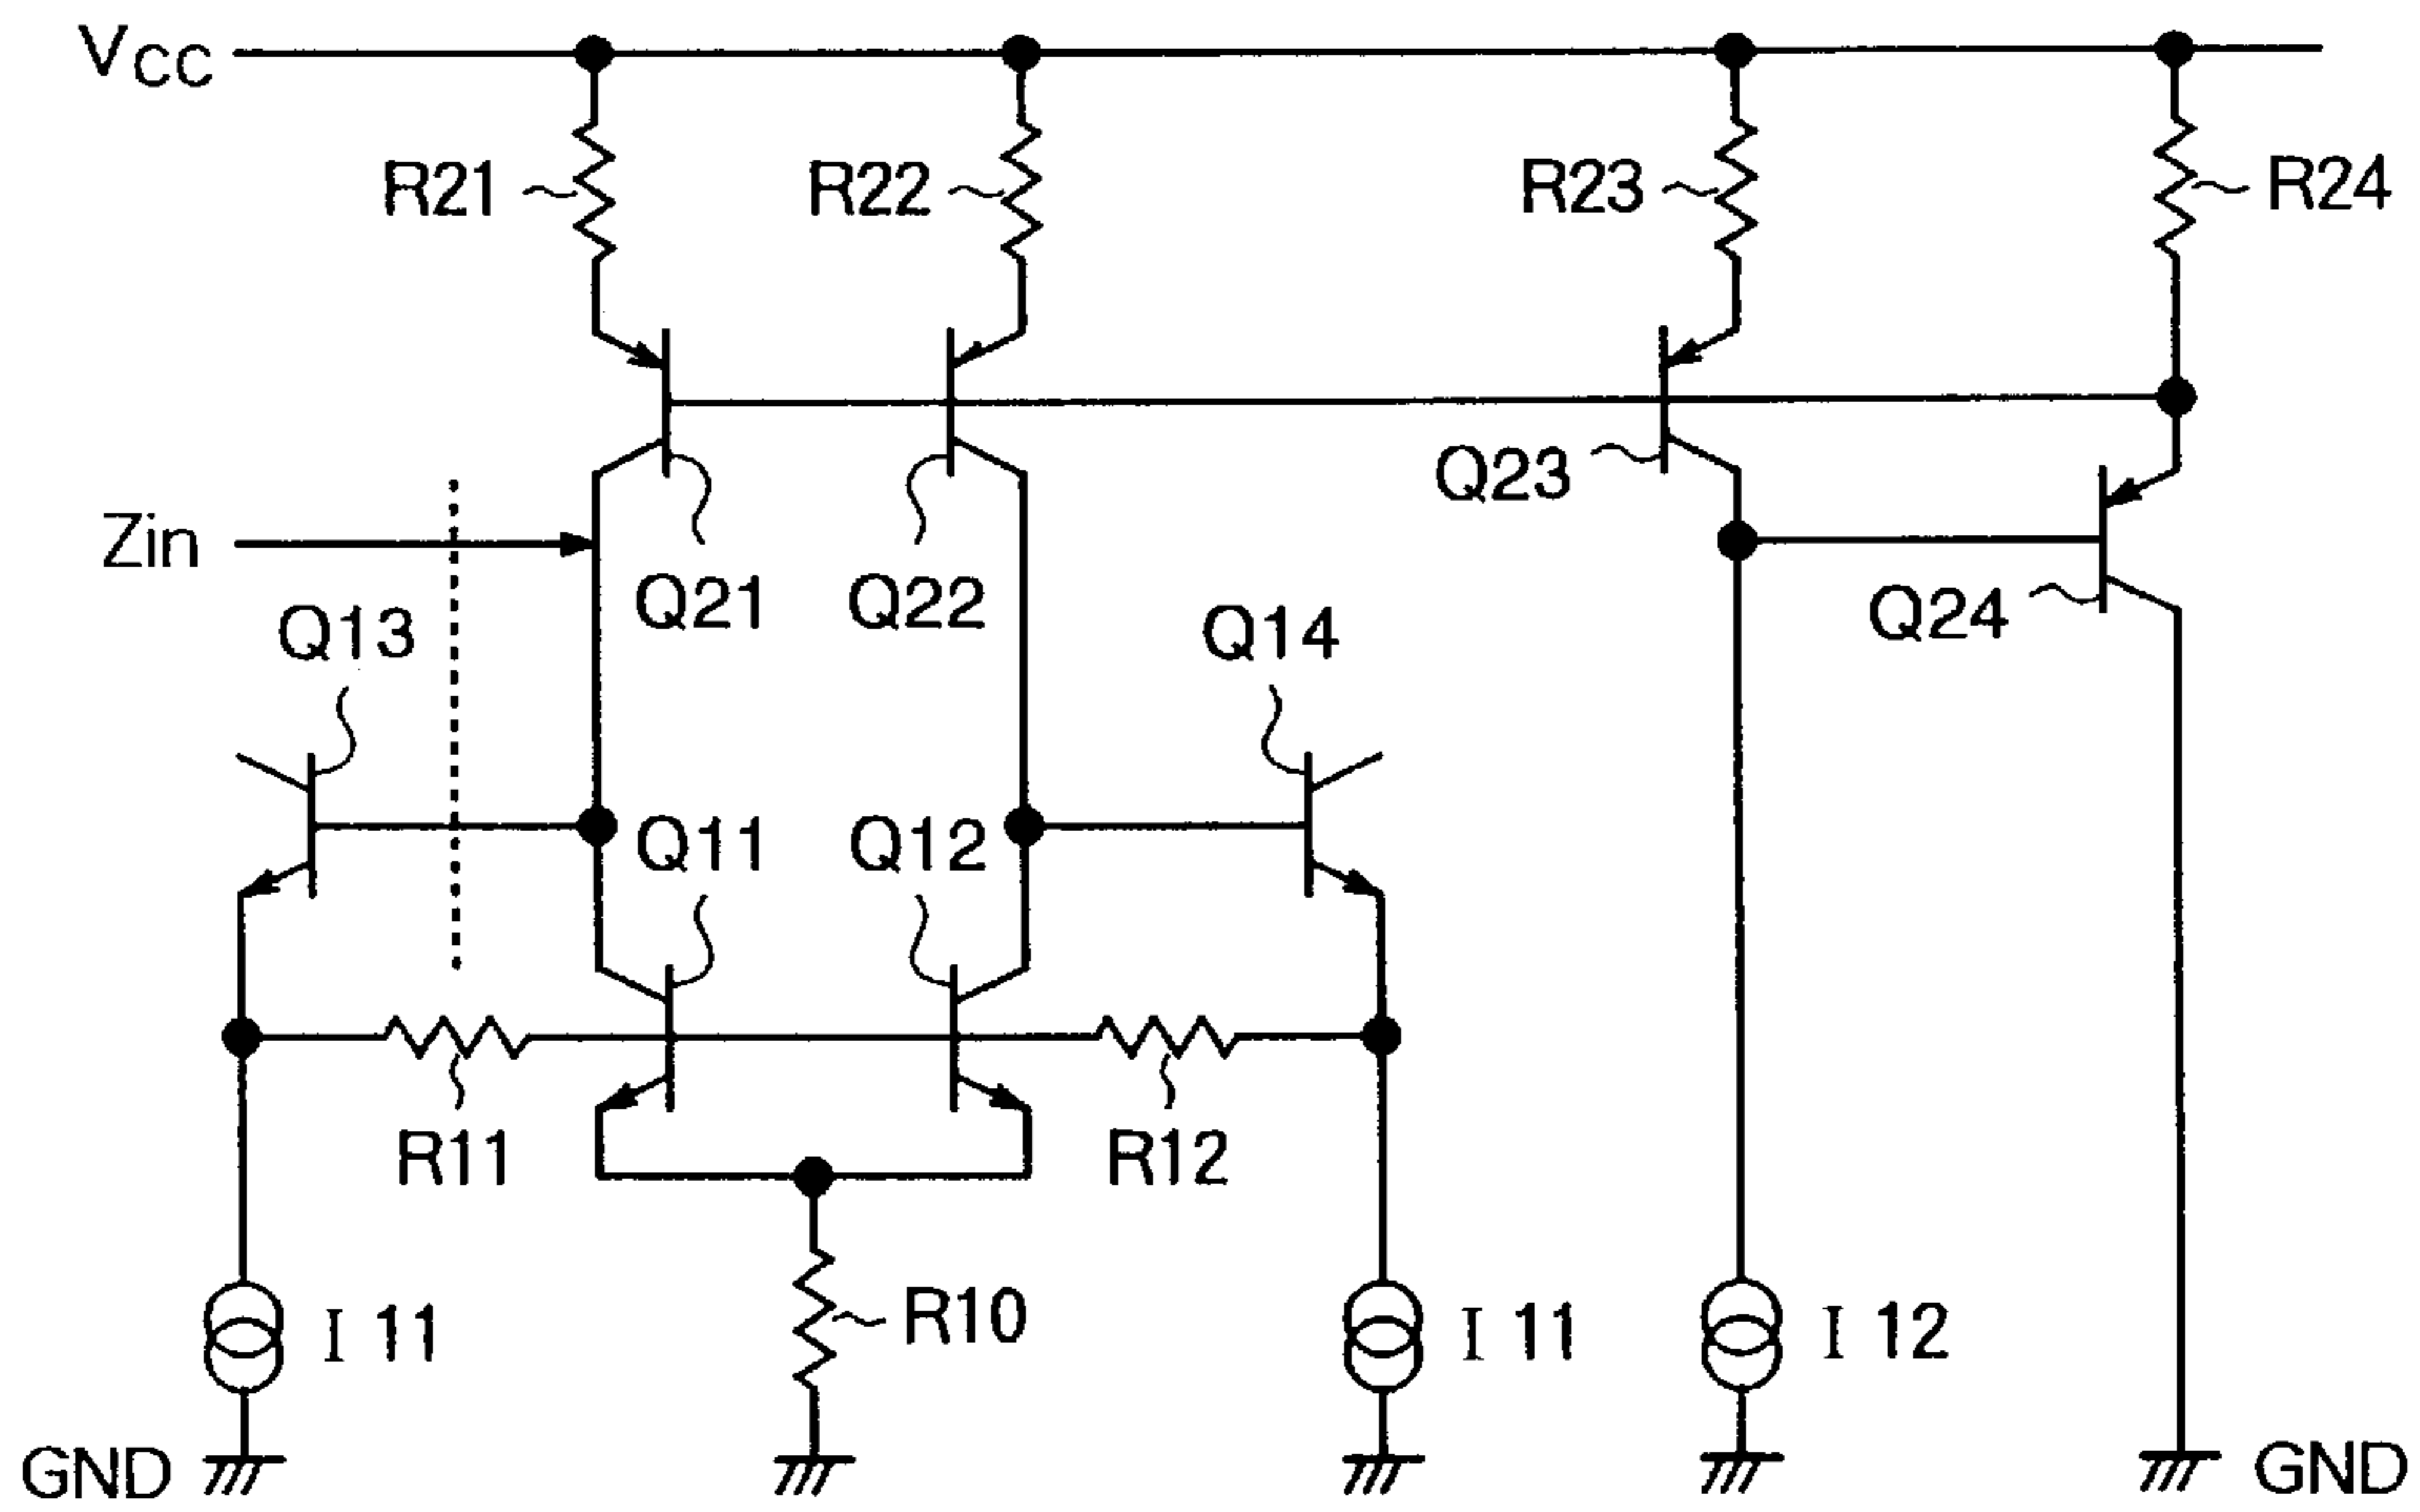 VCC
R21
R22
R23
R24
Q23
Zin
Q21
Q22
Q24
Q13
Q14
Q11
Q12
R11
R12
R10
I 11
I 11
I 12
GND
GND